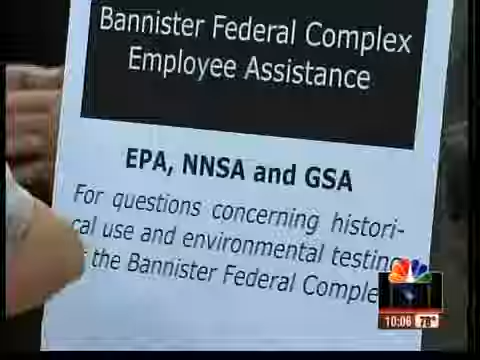 Bannister Federal Complex
Employee Assistance
EPA, NNSA and GSA
For questions concerning histori-
cal use and environmental testing
the Bannister Federal Comple
10:06 78°